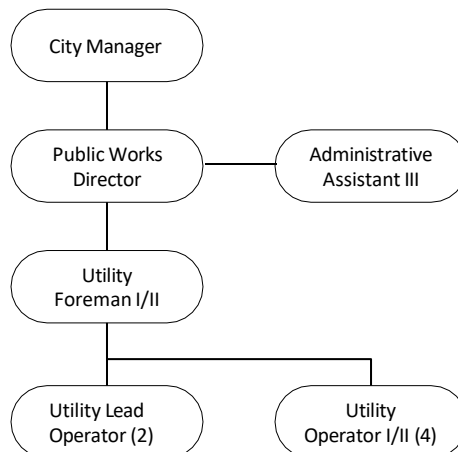 City Manager
Public Works
Director
Administrative
Assistant III
Utility
Foreman I/II
Utility Lead
Operator (2)
Utility
Operator I/II (4)